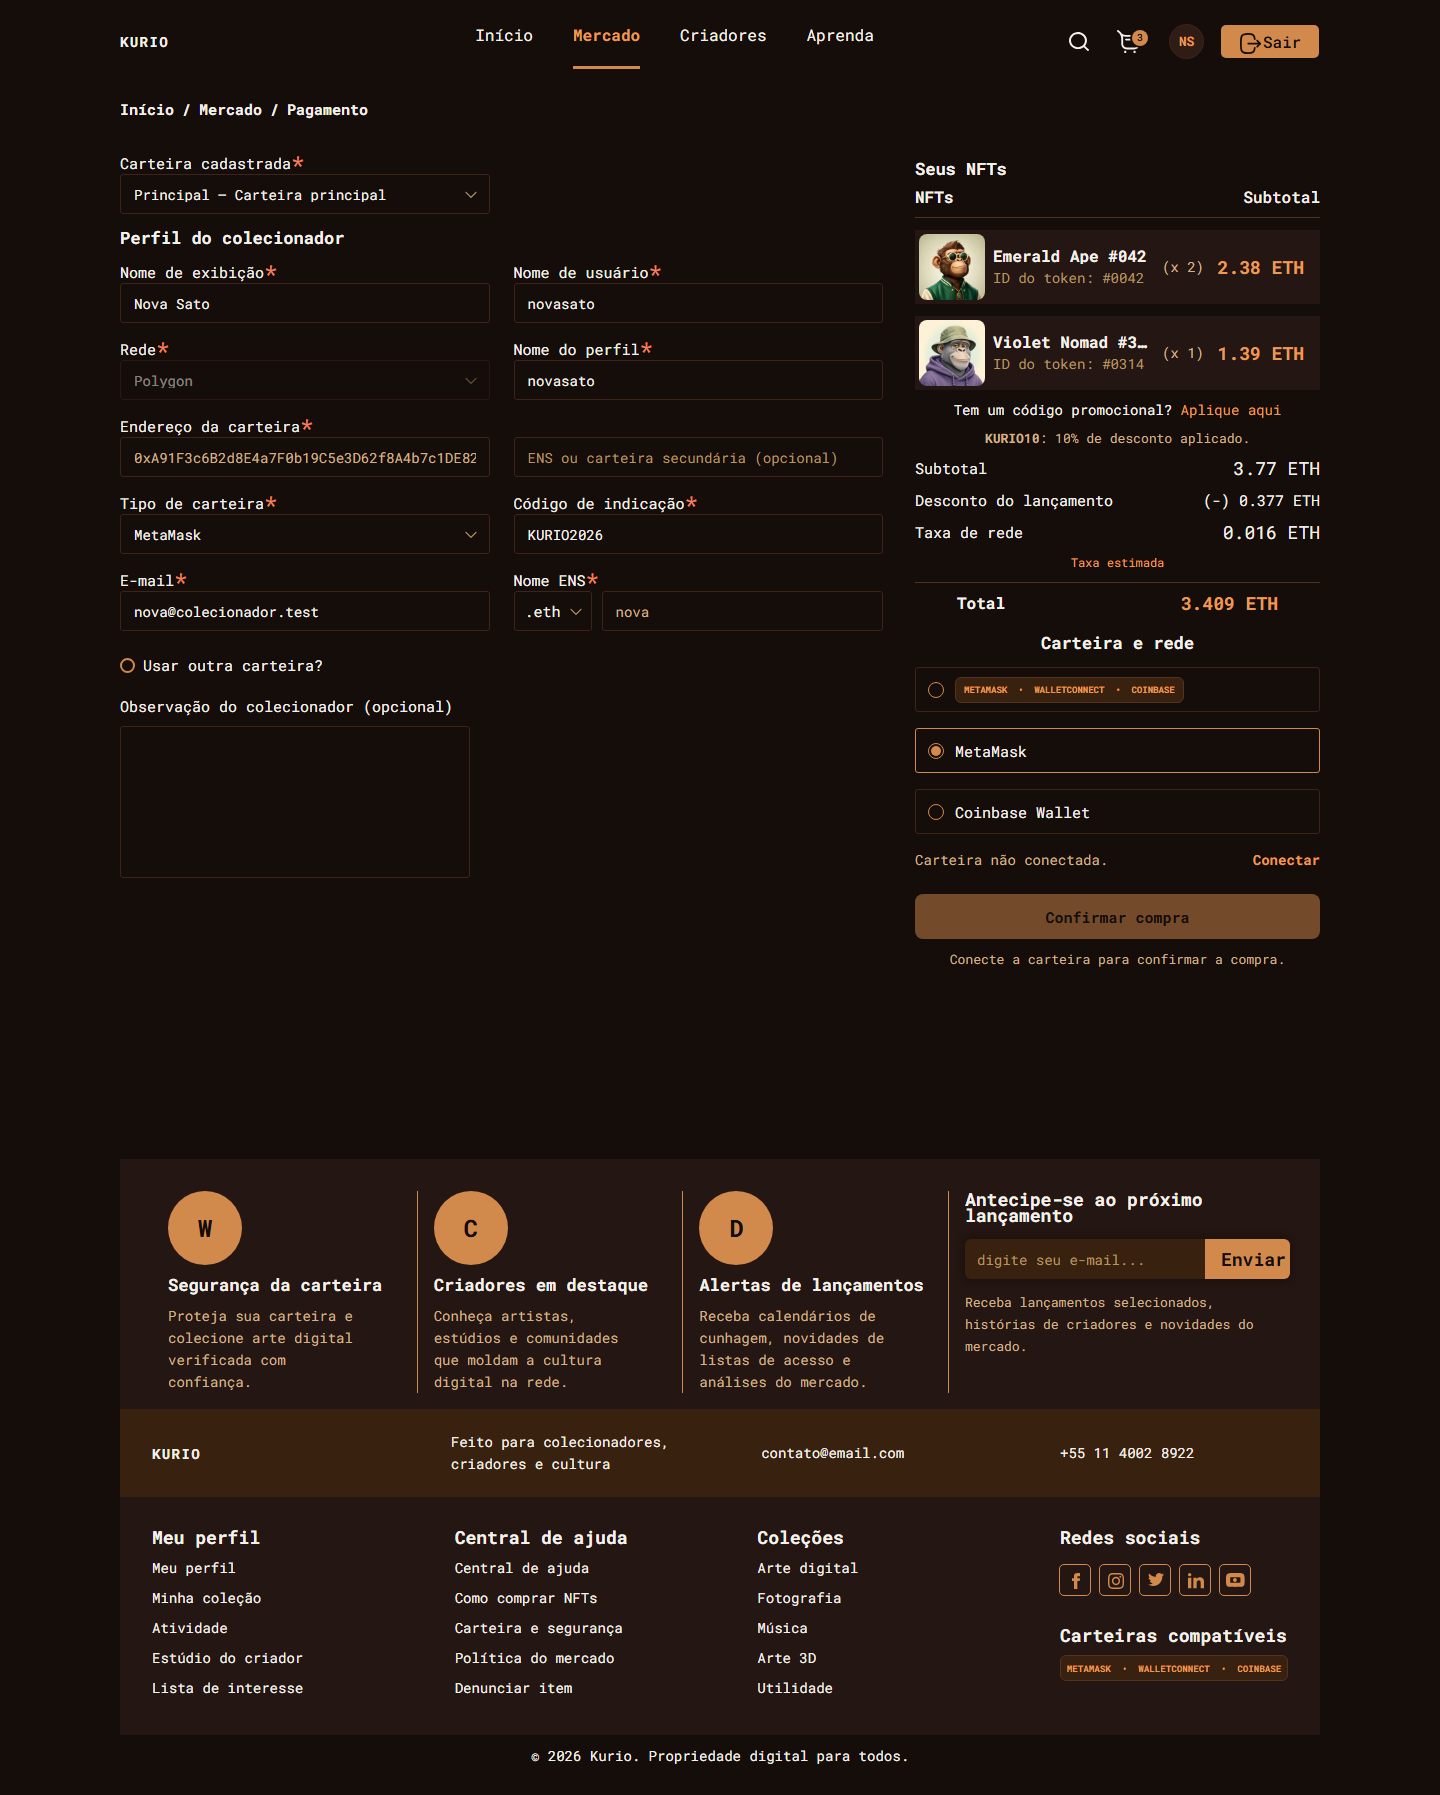 KURIO
Início
Mercado
Criadores
Aprenda
3
NS
Sair
Início / Mercado / Pagamento
Carteira cadastrada*
Principal — Carteira principal
Perfil do colecionador
Nome de exibição*
Nome de usuário*
Nova Sato
novasato
Rede*
Nome do perfil*
Polygon
novasato
Endereço da carteira*
0xA91F3c6B2d8E4a7F0b19C5e3D62f8A4b7c1DE82
ENS ou carteira secundária (opcional)
Tipo de carteira*
Código de indicação*
MetaMask
KURIO2026
E-mail*
Nome ENS*
nova@colecionador.test
.eth
nova
Usar outra carteira?
Observação do colecionador (opcional)
Seus NFTs
NFTs
Subtotal
Emerald Ape #042
ID do token: #0042
(x 2)
2.38 ETH
Violet Nomad #3…
ID do token: #0314
(x 1)
1.39 ETH
Tem um código promocional? Aplique aqui
KURIO10: 10% de desconto aplicado.
Subtotal
3.77 ETH
Desconto do lançamento
(-) 0.377 ETH
Taxa de rede
0.016 ETH
Taxa estimada
Total
3.409 ETH
Carteira e rede
METAMASK • WALLETCONNECT • COINBASE
MetaMask
Coinbase Wallet
Carteira não conectada.
Conectar
Confirmar compra
Conecte a carteira para confirmar a compra.
W
Segurança da carteira
Proteja sua carteira e
colecione arte digital
verificada com
confiança.
C
Criadores em destaque
Conheça artistas,
estúdios e comunidades
que moldam a cultura
digital na rede.
D
Alertas de lançamentos
Receba calendários de
cunhagem, novidades de
listas de acesso e
análises do mercado.
Antecipe-se ao próximo
lançamento
digite seu e-mail...
Enviar
Receba lançamentos selecionados,
histórias de criadores e novidades do
mercado.
KURIO
Feito para colecionadores,
criadores e cultura
contato@email.com
+55 11 4002 8922
Meu perfil
Meu perfil
Minha coleção
Atividade
Estúdio do criador
Lista de interesse
Central de ajuda
Central de ajuda
Como comprar NFTs
Carteira e segurança
Política do mercado
Denunciar item
Coleções
Arte digital
Fotografia
Música
Arte 3D
Utilidade
Redes sociais
Carteiras compatíveis
METAMASK • WALLETCONNECT • COINBASE
© 2026 Kurio. Propriedade digital para todos.